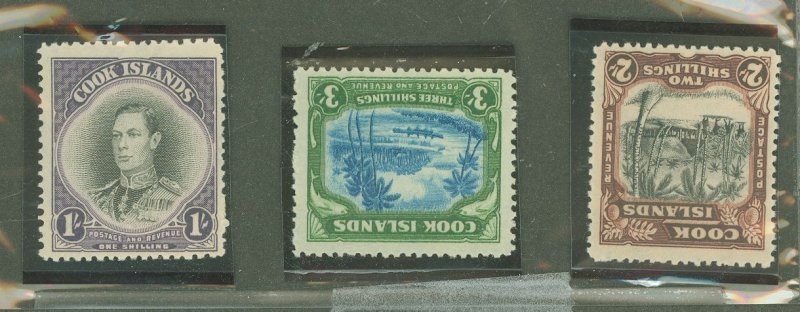 COOK ISLANDS
1/-
1/-
POSTAGE AND REVENUE
ONE SHILLING
COOK ISLANDS
POSTAGE AND REVENUE
THREE SHILLINGS
3/-
3/-
COOK
ISLANDS
POSTAGE
REVENUE
TWO
SHILLINGS
2/-
2/-